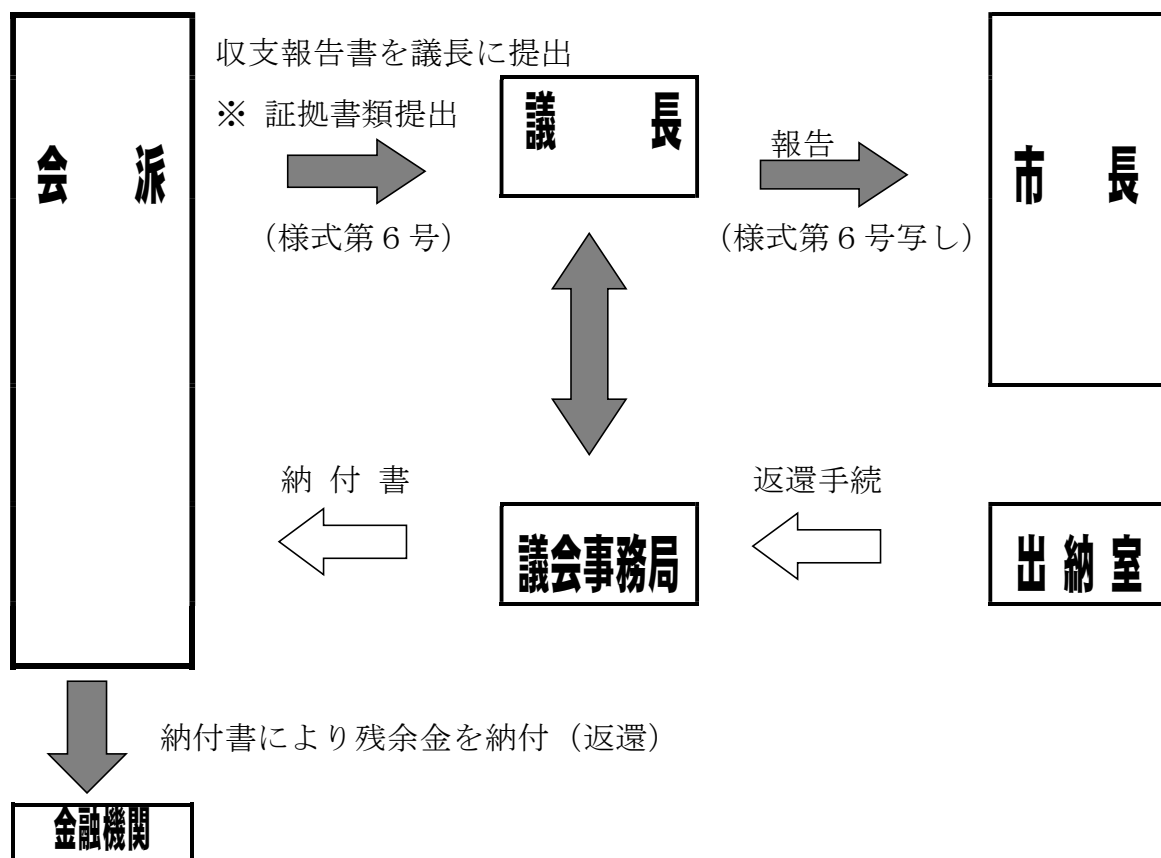 収支報告書を議長に提出
※ 証拠書類提出
会 派
議 長
報告
市 長
(様式第6号)
(様式第6号写し)
納 付 書
返還手続
議会事務局
出 納 室
納付書により残余金を納付（返還）
金融機関